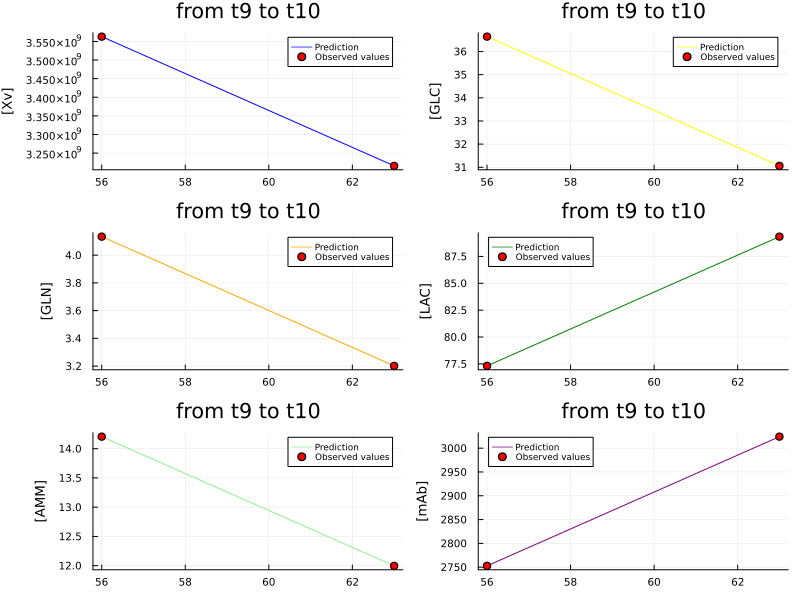 from t9 to t10
[Xv]
3.550×10⁹
3.500×10⁹
3.450×10⁹
3.400×10⁹
3.350×10⁹
3.300×10⁹
3.250×10⁹
Prediction
Observed values
56 58 60 62
from t9 to t10
[GLC]
36
35
34
33
32
31
Prediction
Observed values
56 58 60 62
from t9 to t10
[GLN]
4.0
3.8
3.6
3.4
3.2
Prediction
Observed values
56 58 60 62
from t9 to t10
[LAC]
87.5
85.0
82.5
80.0
77.5
Prediction
Observed values
56 58 60 62
from t9 to t10
[AMM]
14.0
13.5
13.0
12.5
12.0
Prediction
Observed values
56 58 60 62
from t9 to t10
[mAb]
3000
2950
2900
2850
2800
2750
Prediction
Observed values
56 58 60 62